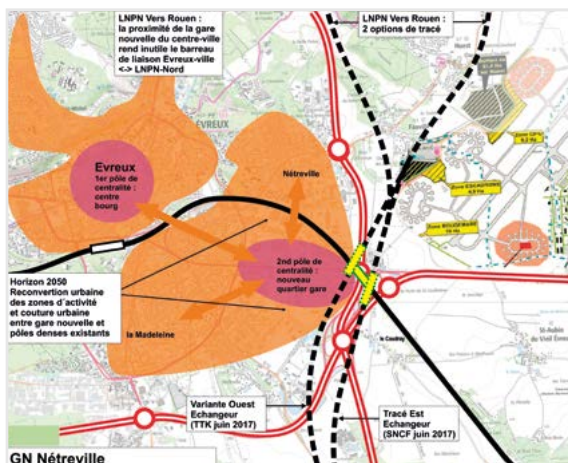 LNPN Vers Rouen :
la proximité de la gare
nouvelle du centre-ville
rend inutile le barreau
de liaison Evreux-ville
<-> LNPN-Nord
LNPN Vers Rouen :
2 options de tracé
ÉVREUX
Evreux
1er pôle de
centralité :
centre
bourg
Nétreville
2nd pôle de
centralité :
nouveau
quartier gare
Horizon 2050
Reconvertion urbaine
des zones d'activité
et couture urbaine
entre gare nouvelle et
pôles denses existants
la Madeleine
le Coudray
St-Aubin
du Vieil Evreux
Variante Ouest
Echangeur
(TTK juin 2017)
Tracé Est
Echangeur
(SNCF juin 2017)
GN Nétreville